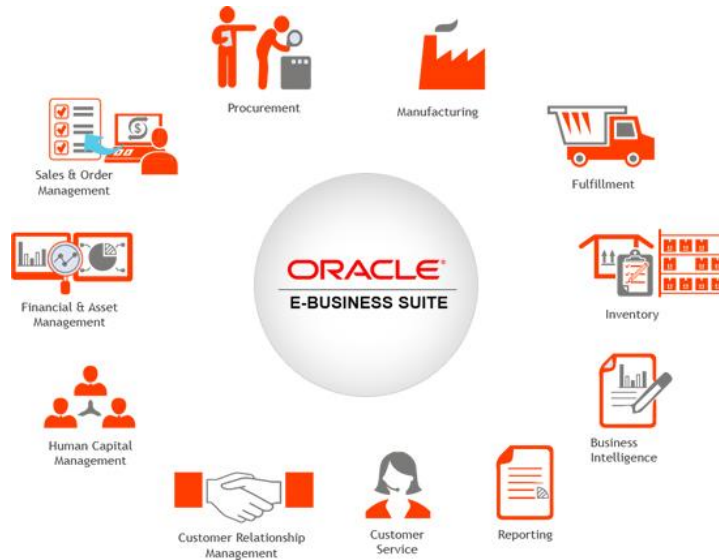 Procurement
Manufacturing
Sales & Order
Management
Fulfillment
ORACLE®
E-BUSINESS SUITE
Financial & Asset
Management
Inventory
Human Capital
Management
Business
Intelligence
Customer Relationship
Management
Customer
Service
Reporting